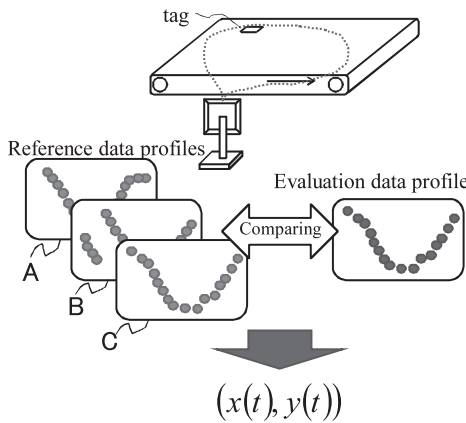 tag
Reference data profiles
Evaluation data profile
Comparing
A
B
C
(x(t), y(t))